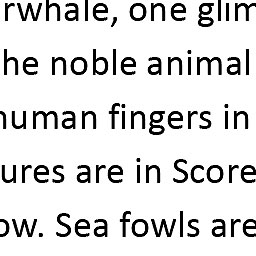 rwhale, one glim
he noble animal
human fingers in
ures are in Score
ow. Sea fowls are